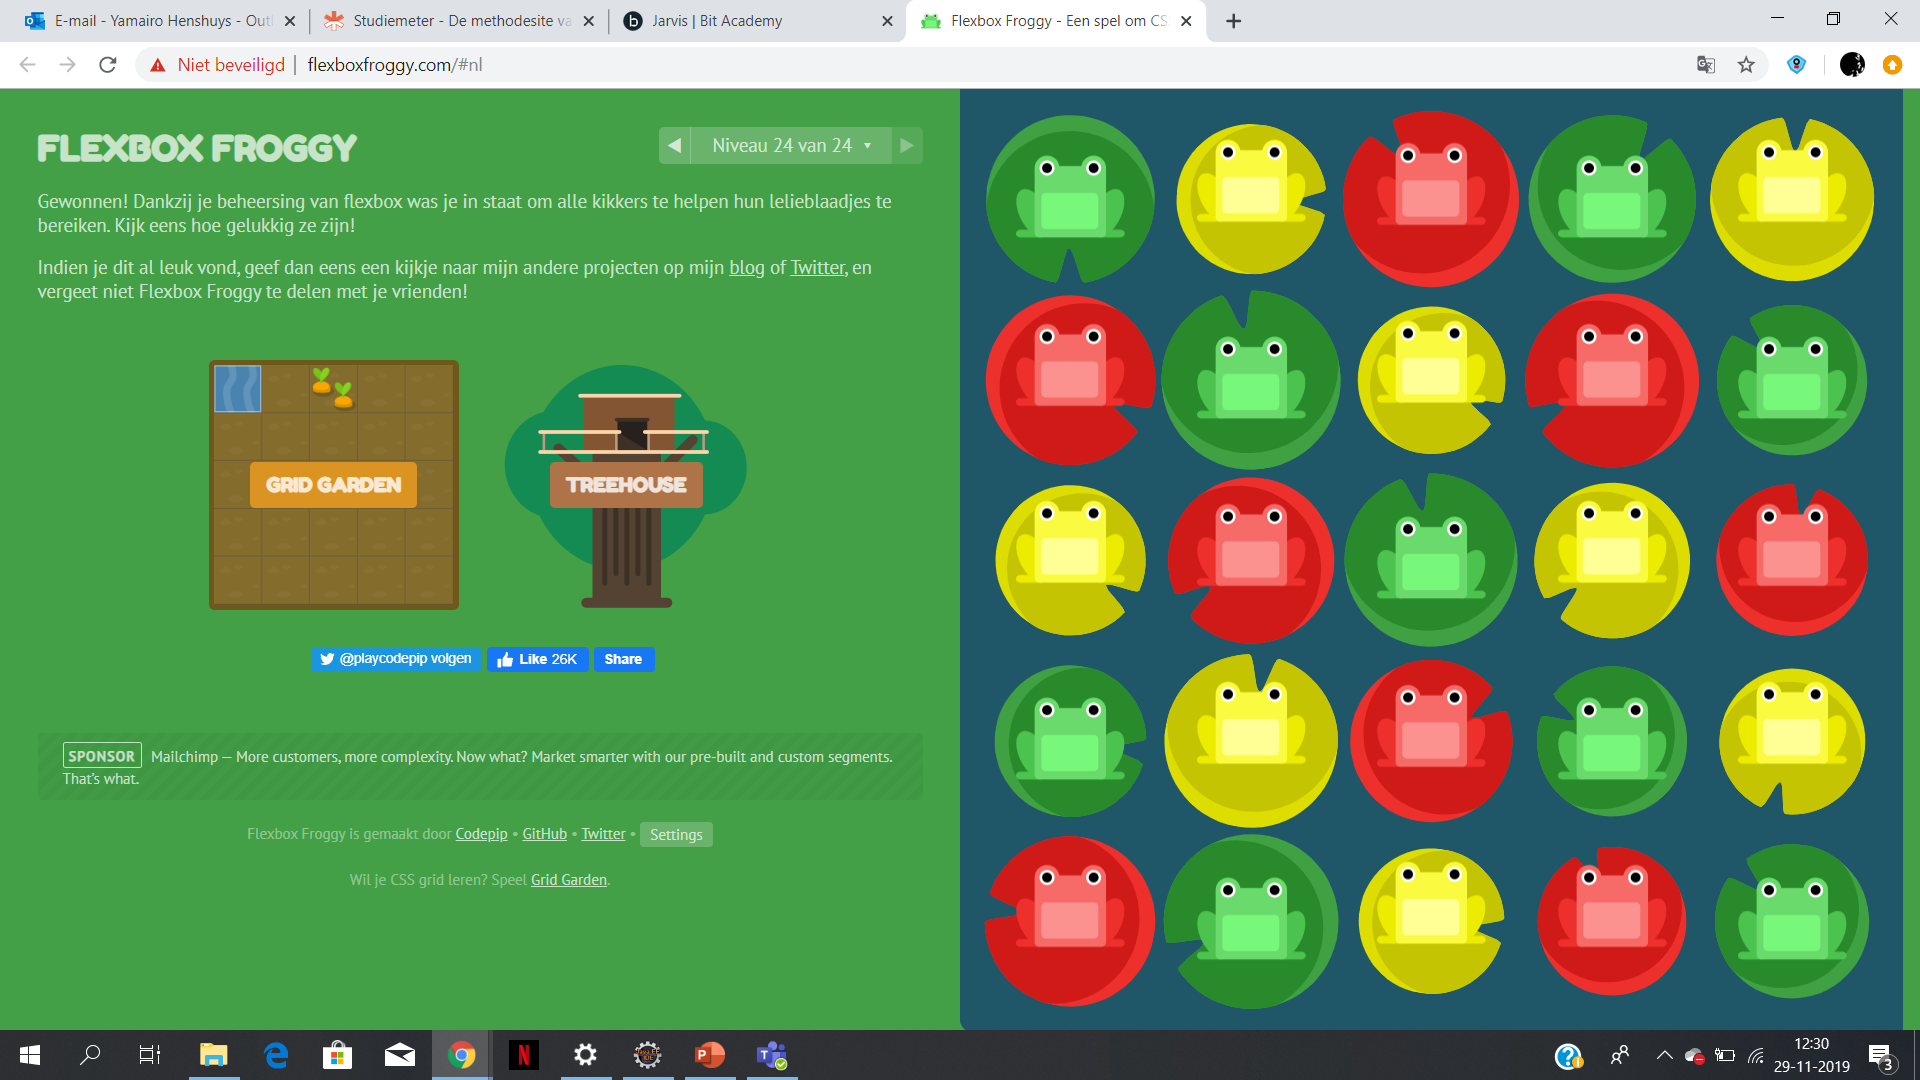 E-mail - Yamairo Henshuys - Outl
Studiemeter - De methodesite va
Jarvis | Bit Academy
Flexbox Froggy - Een spel om CS
Niet beveiligd
flexboxfroggy.com/#nl
FLEXBOX FROGGY
Niveau 24 van 24
Gewonnen! Dankzij je beheersing van flexbox was je in staat om alle kikkers te helpen hun lelieblaadjes te
bereiken. Kijk eens hoe gelukkig ze zijn!
Indien je dit al leuk vond, geef dan eens een kijkje naar mijn andere projecten op mijn blog of Twitter, en
vergeet niet Flexbox Froggy te delen met je vrienden!
GRID GARDEN
TREEHOUSE
@playcodepip volgen
Like 26K
Share
SPONSOR Mailchimp — More customers, more complexity. Now what? Market smarter with our pre-built and custom segments.
That's what.
Flexbox Froggy is gemaakt door Codepip • GitHub • Twitter • Settings
Wil je CSS grid leren? Speel Grid Garden.
12:30
29-11-2019
3